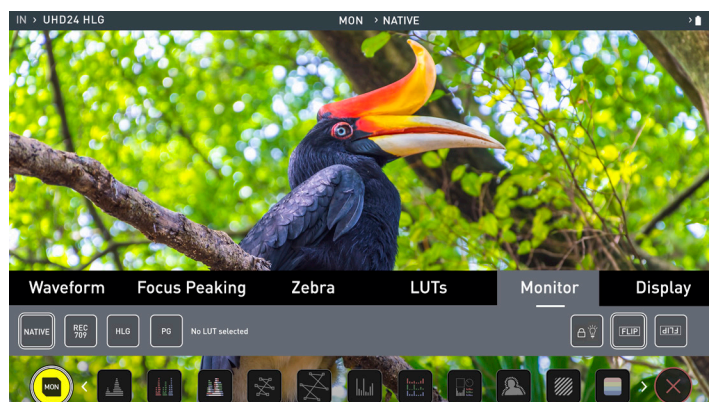 IN > UHD24 HLG
MON > NATIVE
Waveform Focus Peaking Zebra LUTs Monitor Display
NATIVE
REC
709
HLG
PG
No LUT selected
FLIP
FLIP
MON